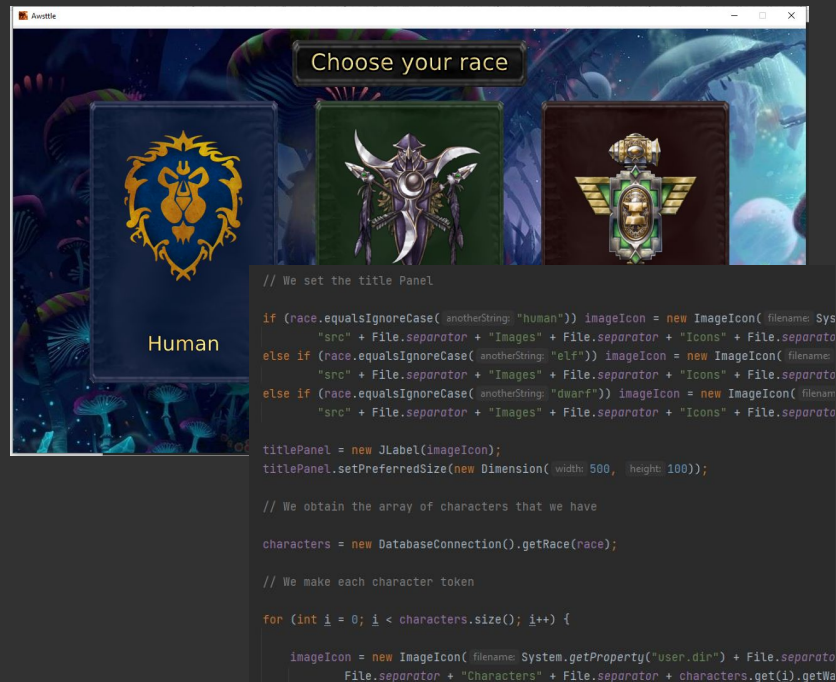 Awsttle
Choose your race
Human
// We set the title Panel
if (race.equalsIgnoreCase( anotherString: "human")) imageIcon = new ImageIcon( filename: Sys
"src" + File.separator + "Images" + File.separator + "Icons" + File.separato
else if (race.equalsIgnoreCase( anotherString: "elf")) imageIcon = new ImageIcon( filename:
"src" + File.separator + "Images" + File.separator + "Icons" + File.separato
else if (race.equalsIgnoreCase( anotherString: "dwarf")) imageIcon = new ImageIcon( filenam
"src" + File.separator + "Images" + File.separator + "Icons" + File.separato
titlePanel = new JLabel(imageIcon);
titlePanel.setPreferredSize(new Dimension( width: 500, height: 100));
// We obtain the array of characters that we have
characters = new DatabaseConnection().getRace(race);
// We make each character token
for (int i = 0; i < characters.size(); i++) {
imageIcon = new ImageIcon( filename: System.getProperty("user.dir") + File.separato
File.separator + "Characters" + File.separator + characters.get(i).getWa